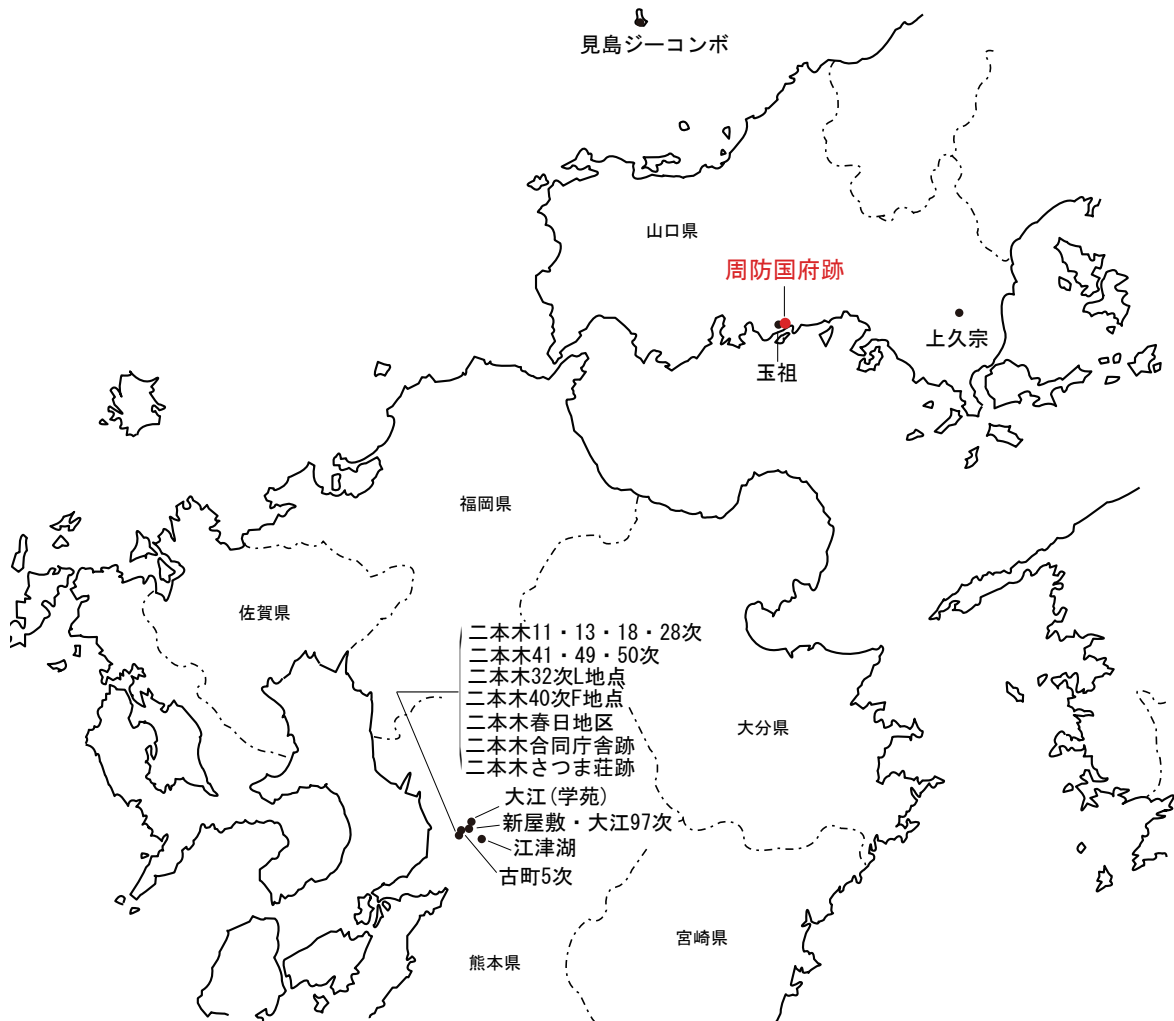 見島ジーコンボ
山口県
周防国府跡
上久宗
玉祖
福岡県
佐賀県
二本木11・13・18・28次
二本木41・49・50次
二本木32次L地点
二本木40次F地点
二本木春日地区
二本木合同庁舎跡
二本木さつま荘跡
大分県
大江(学苑)
新屋敷・大江97次
江津湖
古町5次
宮崎県
熊本県